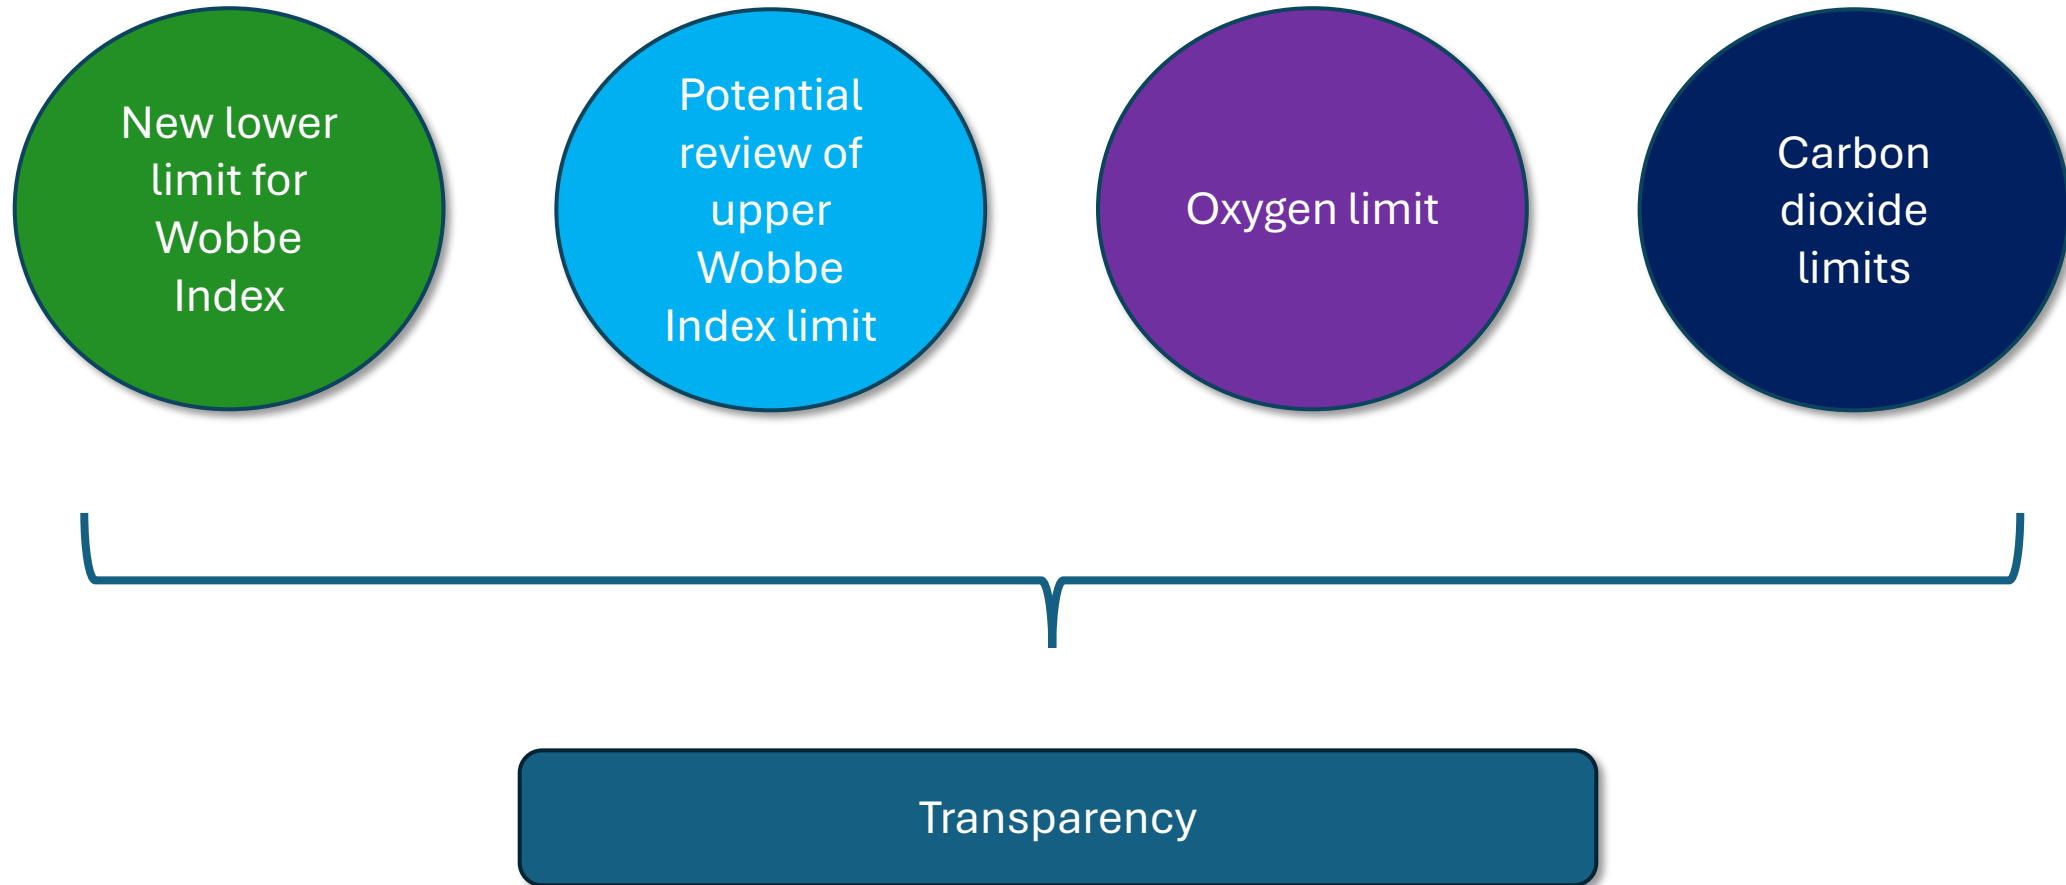 New lower
limit for
Wobbe
Index
Potential
review of
upper
Wobbe
Index limit
Oxygen limit
Carbon
dioxide
limits
Transparency